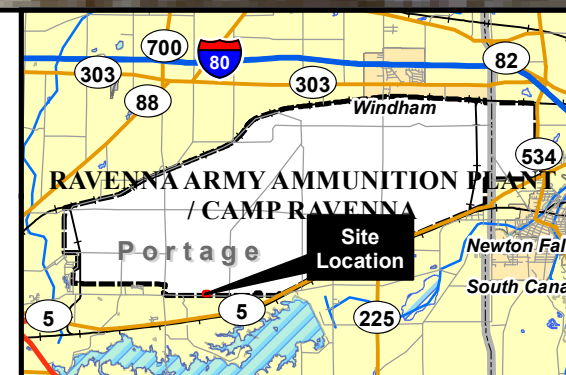 700
80
82
303
303
88
Windham
534
RAVENNA ARMY AMMUNITION PLANT
/ CAMP RAVENNA
Site
Location
Portage
Newton Fal
South Cana
5
5
225